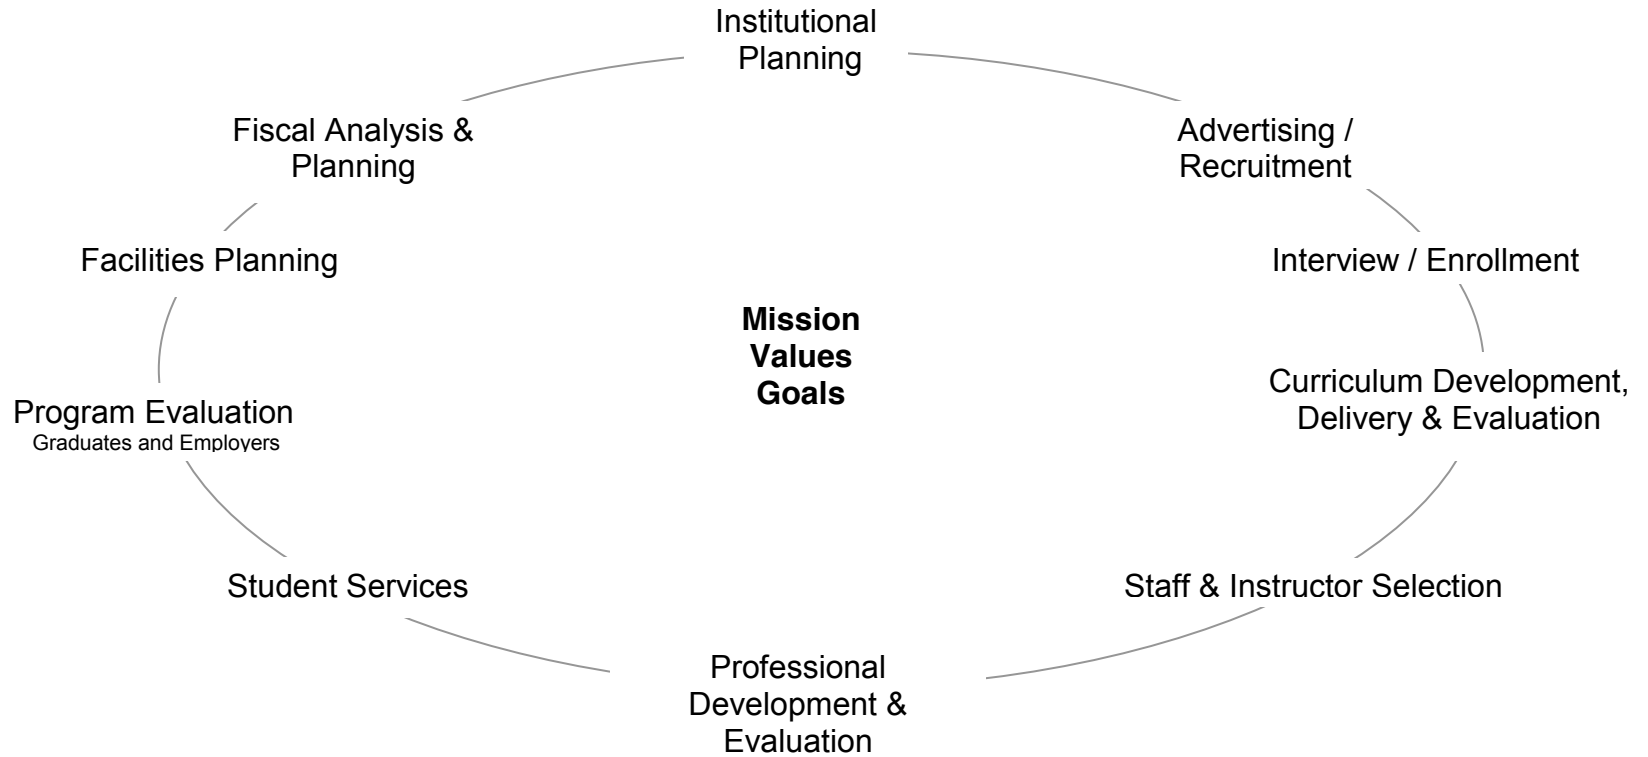 Institutional
Planning
Fiscal Analysis &
Planning
Advertising /
Recruitment
Facilities Planning
Interview / Enrollment
Mission
Values
Goals
Curriculum Development,
Delivery & Evaluation
Program Evaluation
Graduates and Employers
Student Services
Staff & Instructor Selection
Professional
Development &
Evaluation